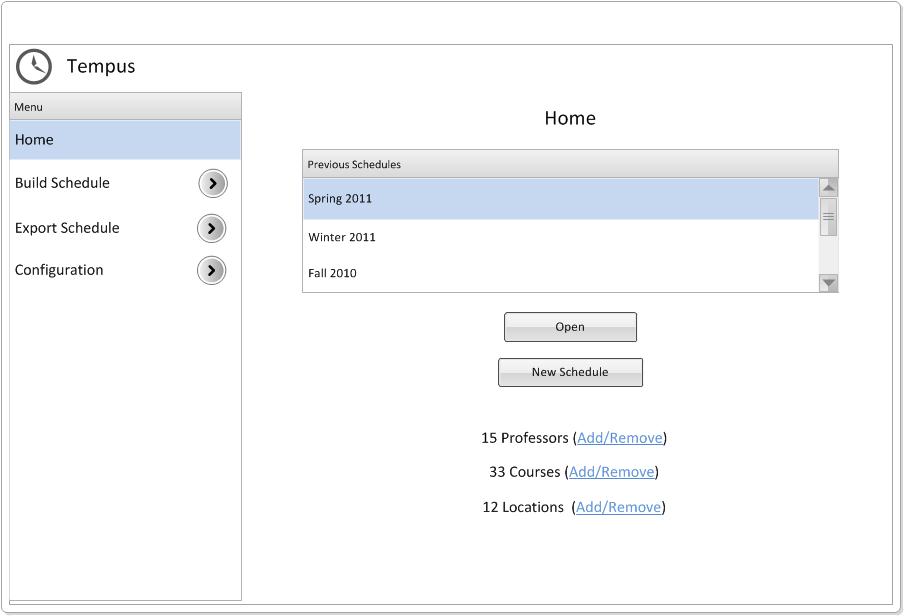 Tempus
Menu
Home
Build Schedule
Export Schedule
Configuration
Home
Previous Schedules
Spring 2011
Winter 2011
Fall 2010
Open
New Schedule
15 Professors (Add/Remove)
33 Courses (Add/Remove)
12 Locations (Add/Remove)